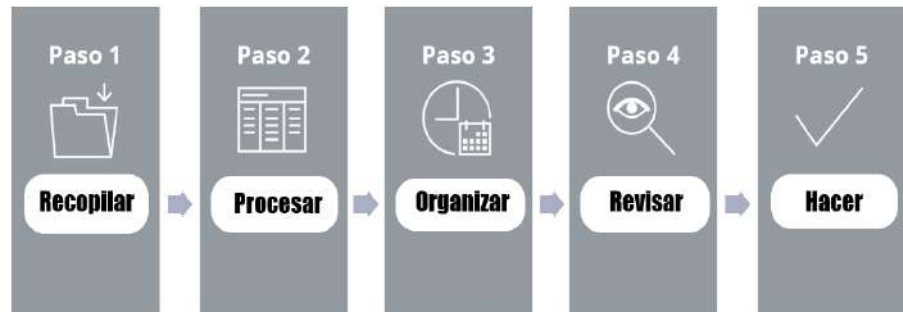 Paso 1
Recopilar
Paso 2
Procesar
Paso 3
Organizar
Paso 4
Revisar
Paso 5
Hacer